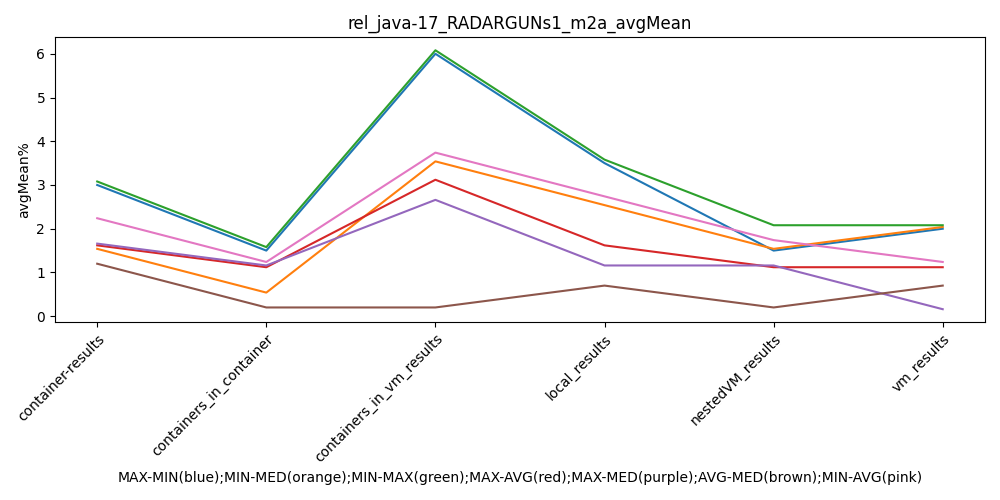 rel_java-17_RADARGUNs1_m2a_avgMean
avgMean%
6
5
4
3
2
1
0
container-results
containers_in_container
containers_in_vm_results
local_results
nestedVM_results
vm_results
MAX-MIN(blue);MIN-MED(orange);MIN-MAX(green);MAX-AVG(red);MAX-MED(purple);AVG-MED(brown);MIN-AVG(pink)